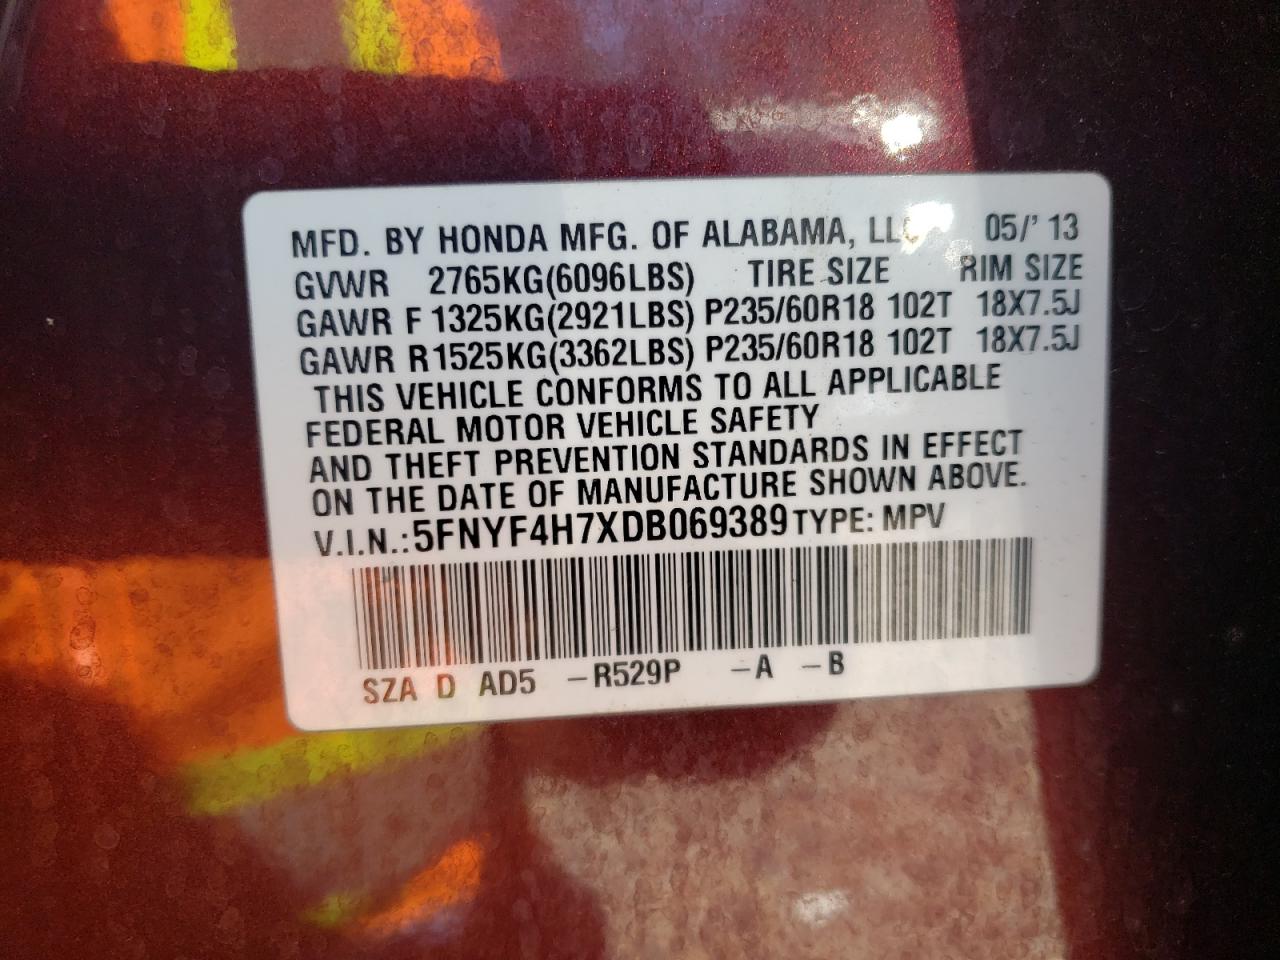 MFD. BY HONDA MFG. OF ALABAMA, LLC 05/' 13
GVWR 2765KG(6096LBS) TIRE SIZE RIM SIZE
GAWR F 1325KG(2921LBS) P235/60R18 102T 18X7.5J
GAWR R1525KG(3362LBS) P235/60R18 102T 18X7.5J
THIS VEHICLE CONFORMS TO ALL APPLICABLE
FEDERAL MOTOR VEHICLE SAFETY
AND THEFT PREVENTION STANDARDS IN EFFECT
ON THE DATE OF MANUFACTURE SHOWN ABOVE.
V.I.N.: 5FNYF4H7XDB069389 TYPE: MPV
SZA D AD5 –R529P –A –B